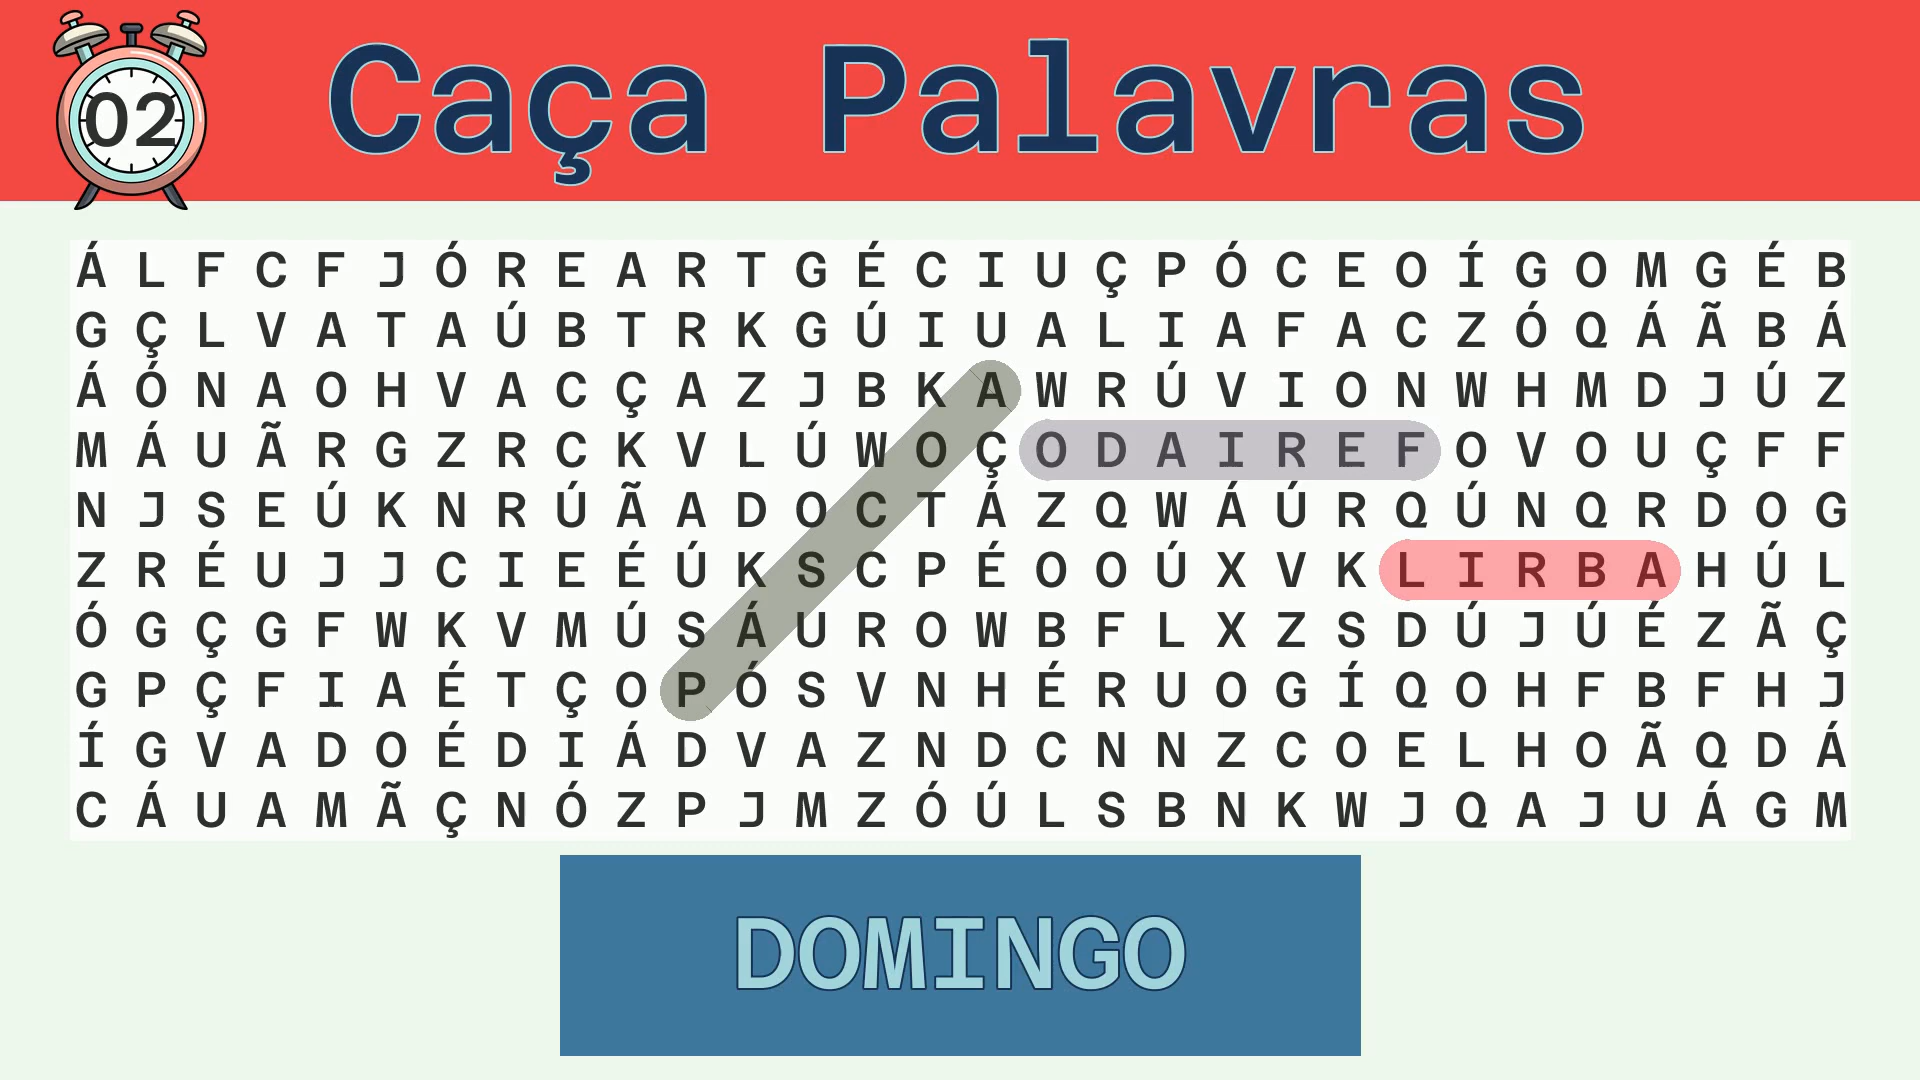 02
Caça Palavras
Á L F C F J Ó R E A R T G É C I U Ç P Ó C E O Í G O M G É B
G Ç L V A T A Ú B T R K G Ú I U A L I A F A C Z Ó Q Á Ã B Á
Á Ó N A O H V A C Ç A Z J B K A W R Ú V I O N W H M D J Ú Z
M Á U Ã R G Z R C K V L Ú W O Ç O D A I R E F O V O U Ç F F
N J S E Ú K N R Ú Ã A D O C T Á Z Q W Á Ú R Q Ú N Q R D O G
Z R É U J J C I E É Ú K S C P É O O Ú X V K L I R B A H Ú L
Ó G Ç G F W K V M Ú S Á U R O W B F L X Z S D Ú J Ú É Z Ã Ç
G P Ç F I A É T Ç O P Ó S V N H É R U O G Í Q O H F B F H J
Í G V A D O É D I Á D V A Z N D C N N Z C O E L H O Ã Q D Á
C Á U A M Ã Ç N Ó Z P J M Z Ó Ú L S B N K W J Q A J U Á G M
DOMINGO